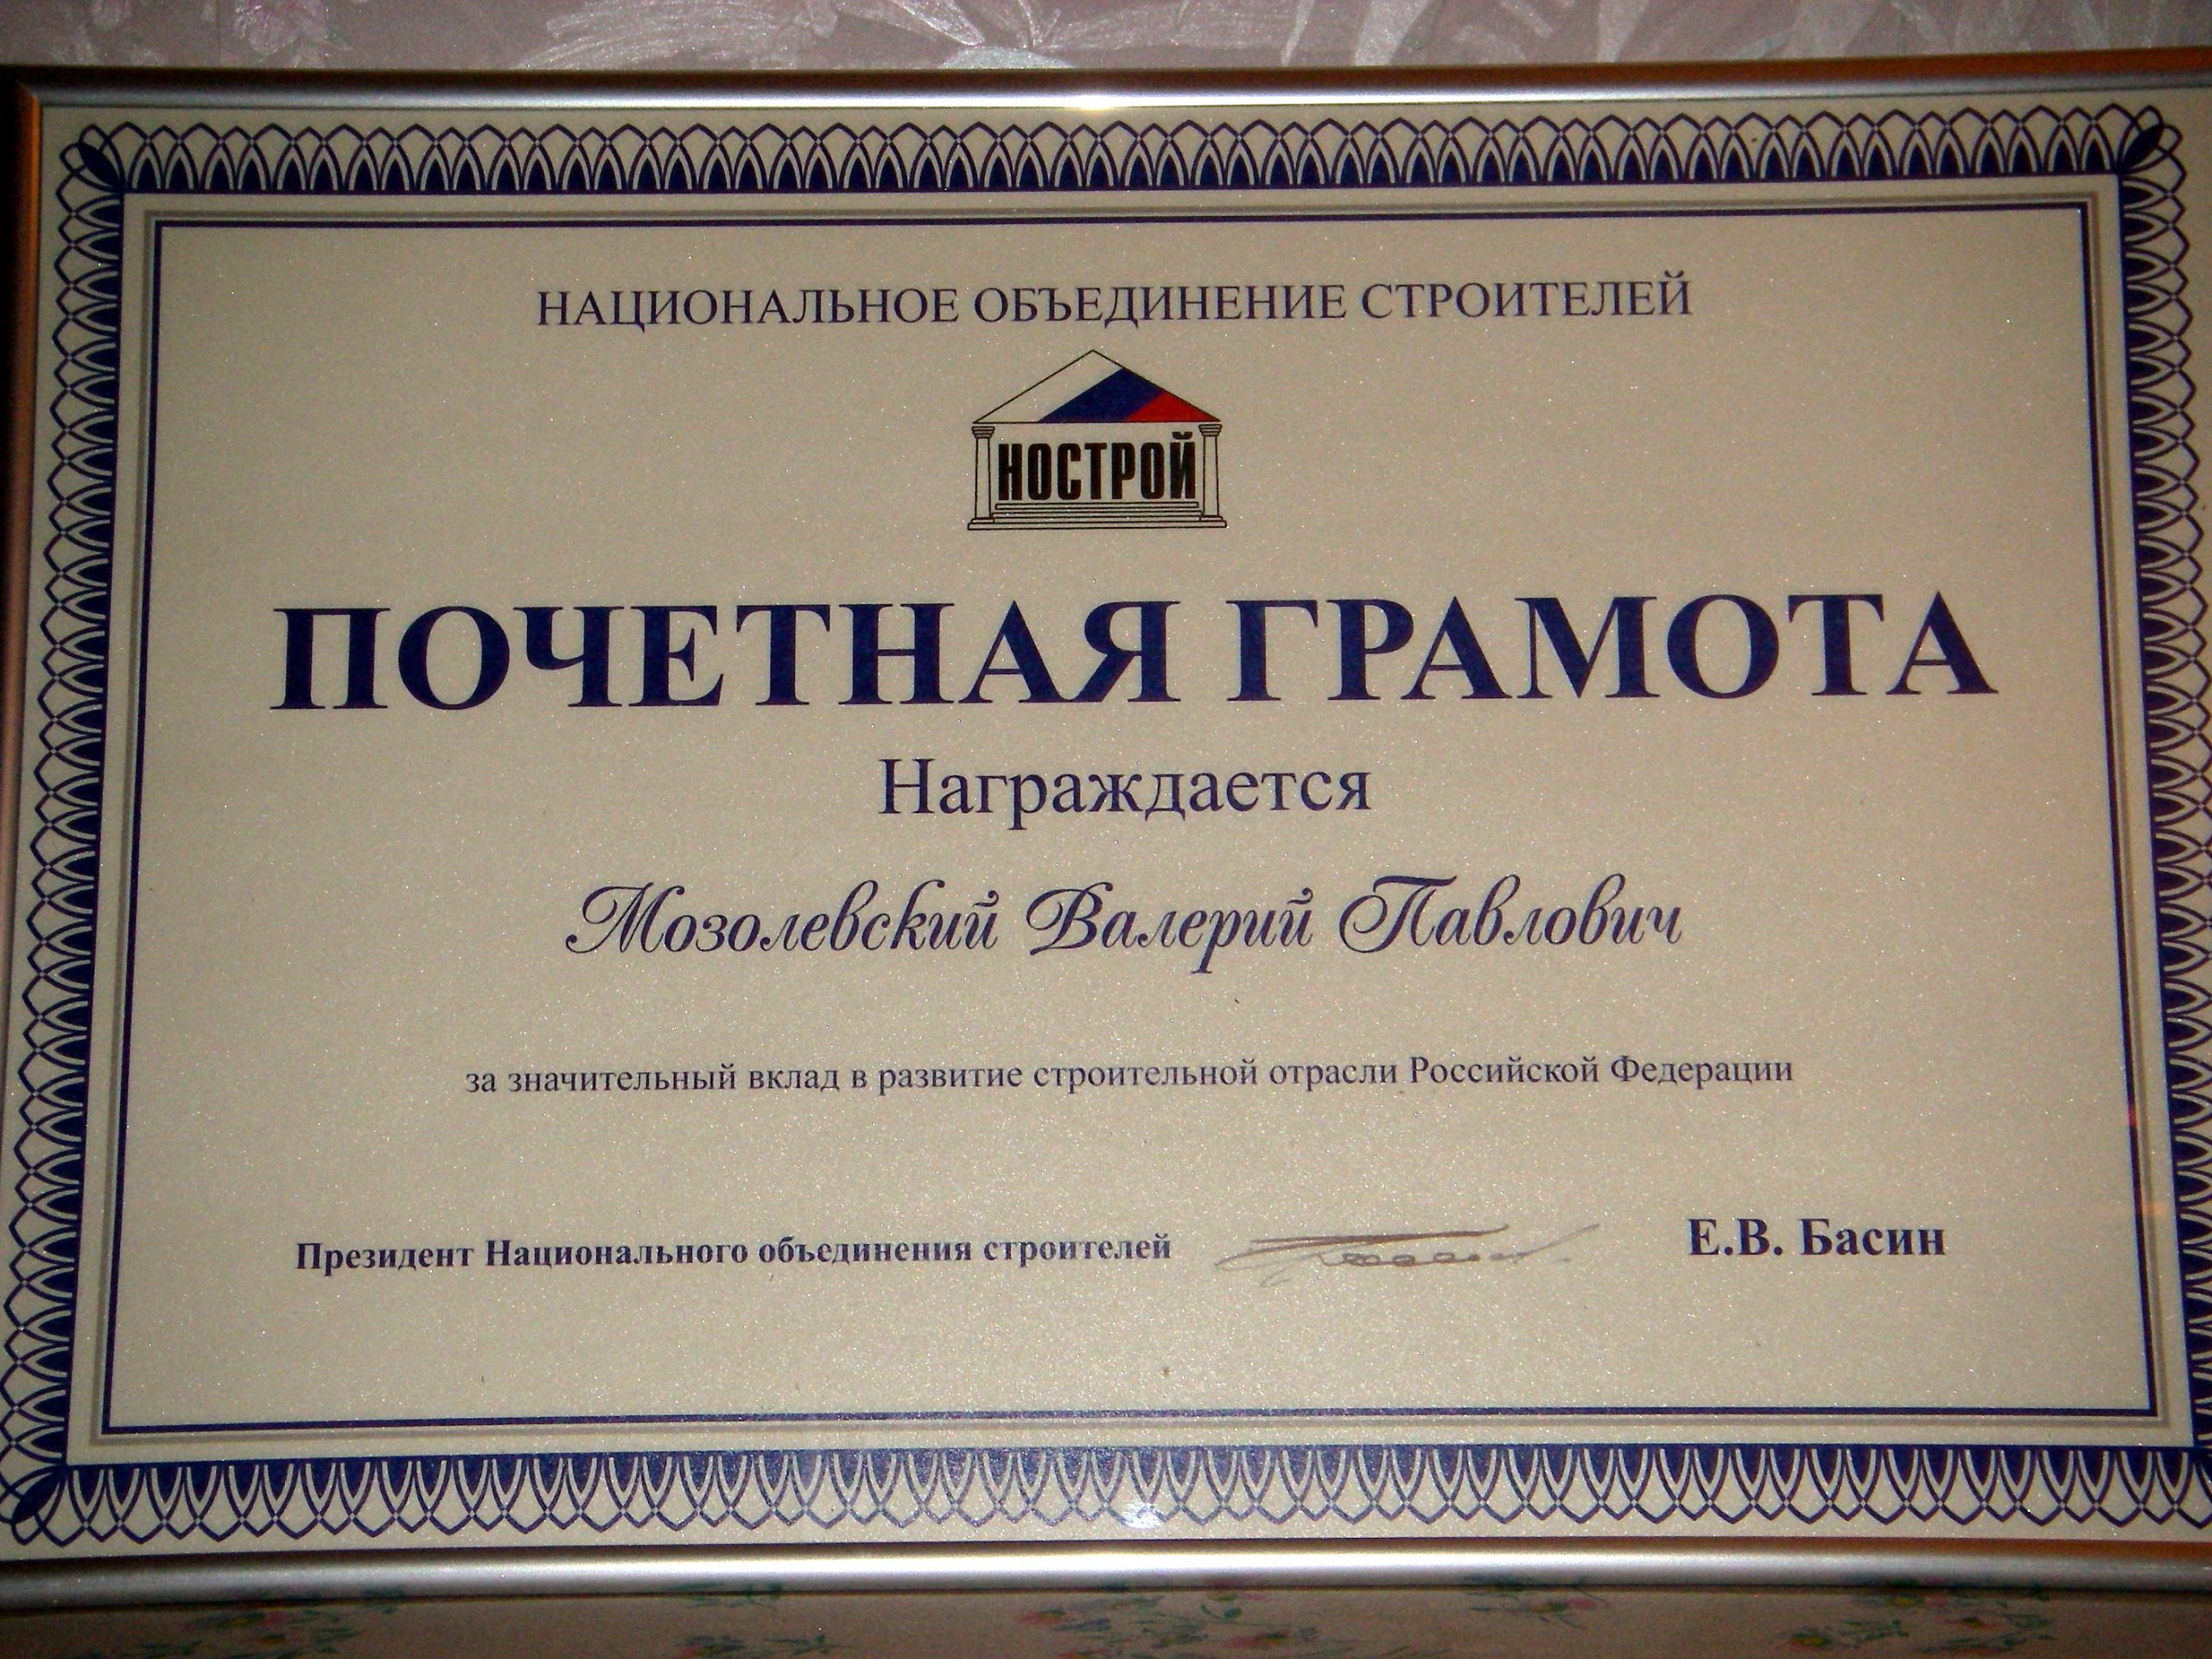 НАЦИОНАЛЬНОЕ ОБЪЕДИНЕНИЕ СТРОИТЕЛЕЙ
НОСТРОЙ
ПОЧЕТНАЯ ГРАМОТА
Награждается
Мозолевский Валерий Павлович
за значительный вклад в развитие строительной отрасли Российской Федерации
Президент Национального объединения строителей Е.В. Басин